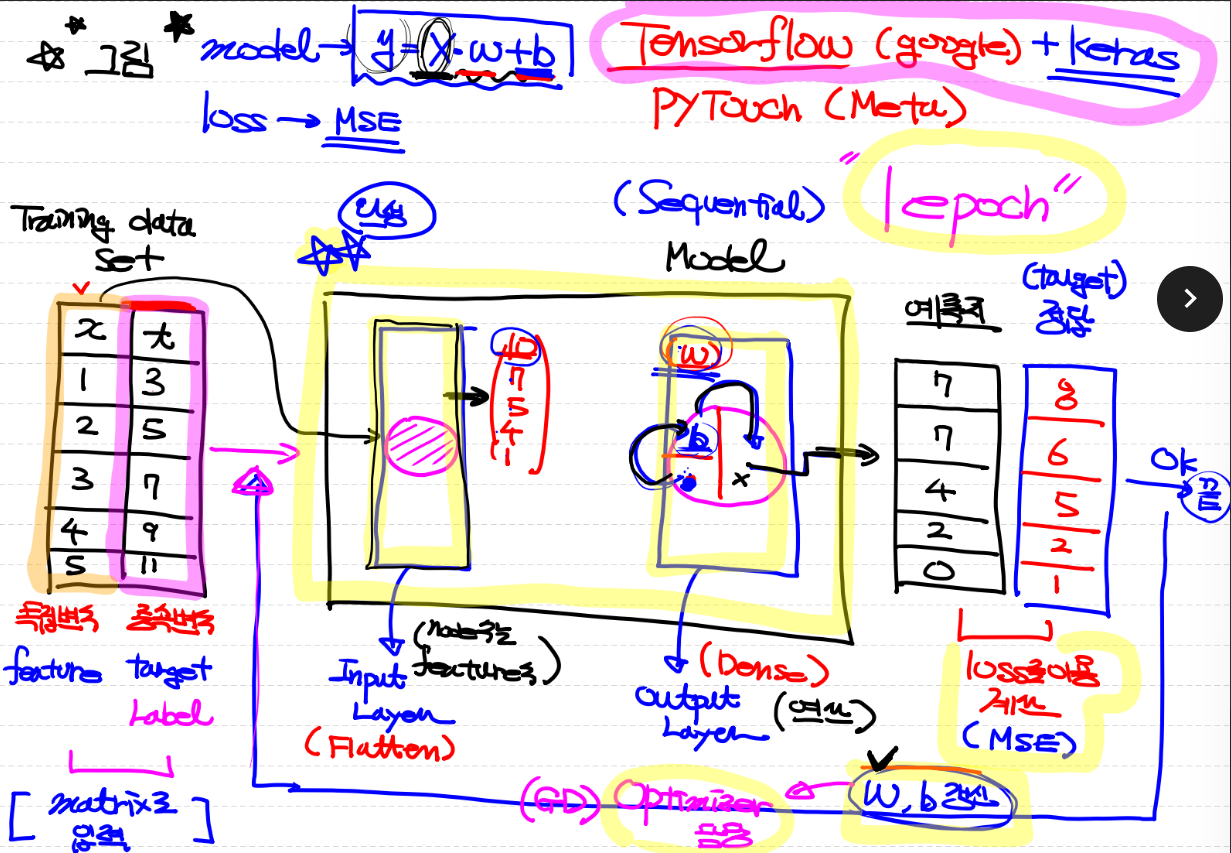 그림
model → y = x · w + b
loss → MSE
Tensorflow (google) + keras
PYTouch (Meta)
" 1 epoch "
(Sequential)
Model
Training data
set
x t
1 3
2 5
3 7
4 9
5 11
독립변수 종속변수
feature target
Label
[ matrix로
입력 ]
10
7
5
4
1
W
b
x
Input
Layer
(Flatten)
(node수는
feature수)
Output
Layer
(Dense)
(연산)
예측치
7
7
4
2
0
(target)
정답
8
6
5
2
1
OK
끝
loss를 이용
계산
(MSE)
W, b 갱신
(GD) Optimizer